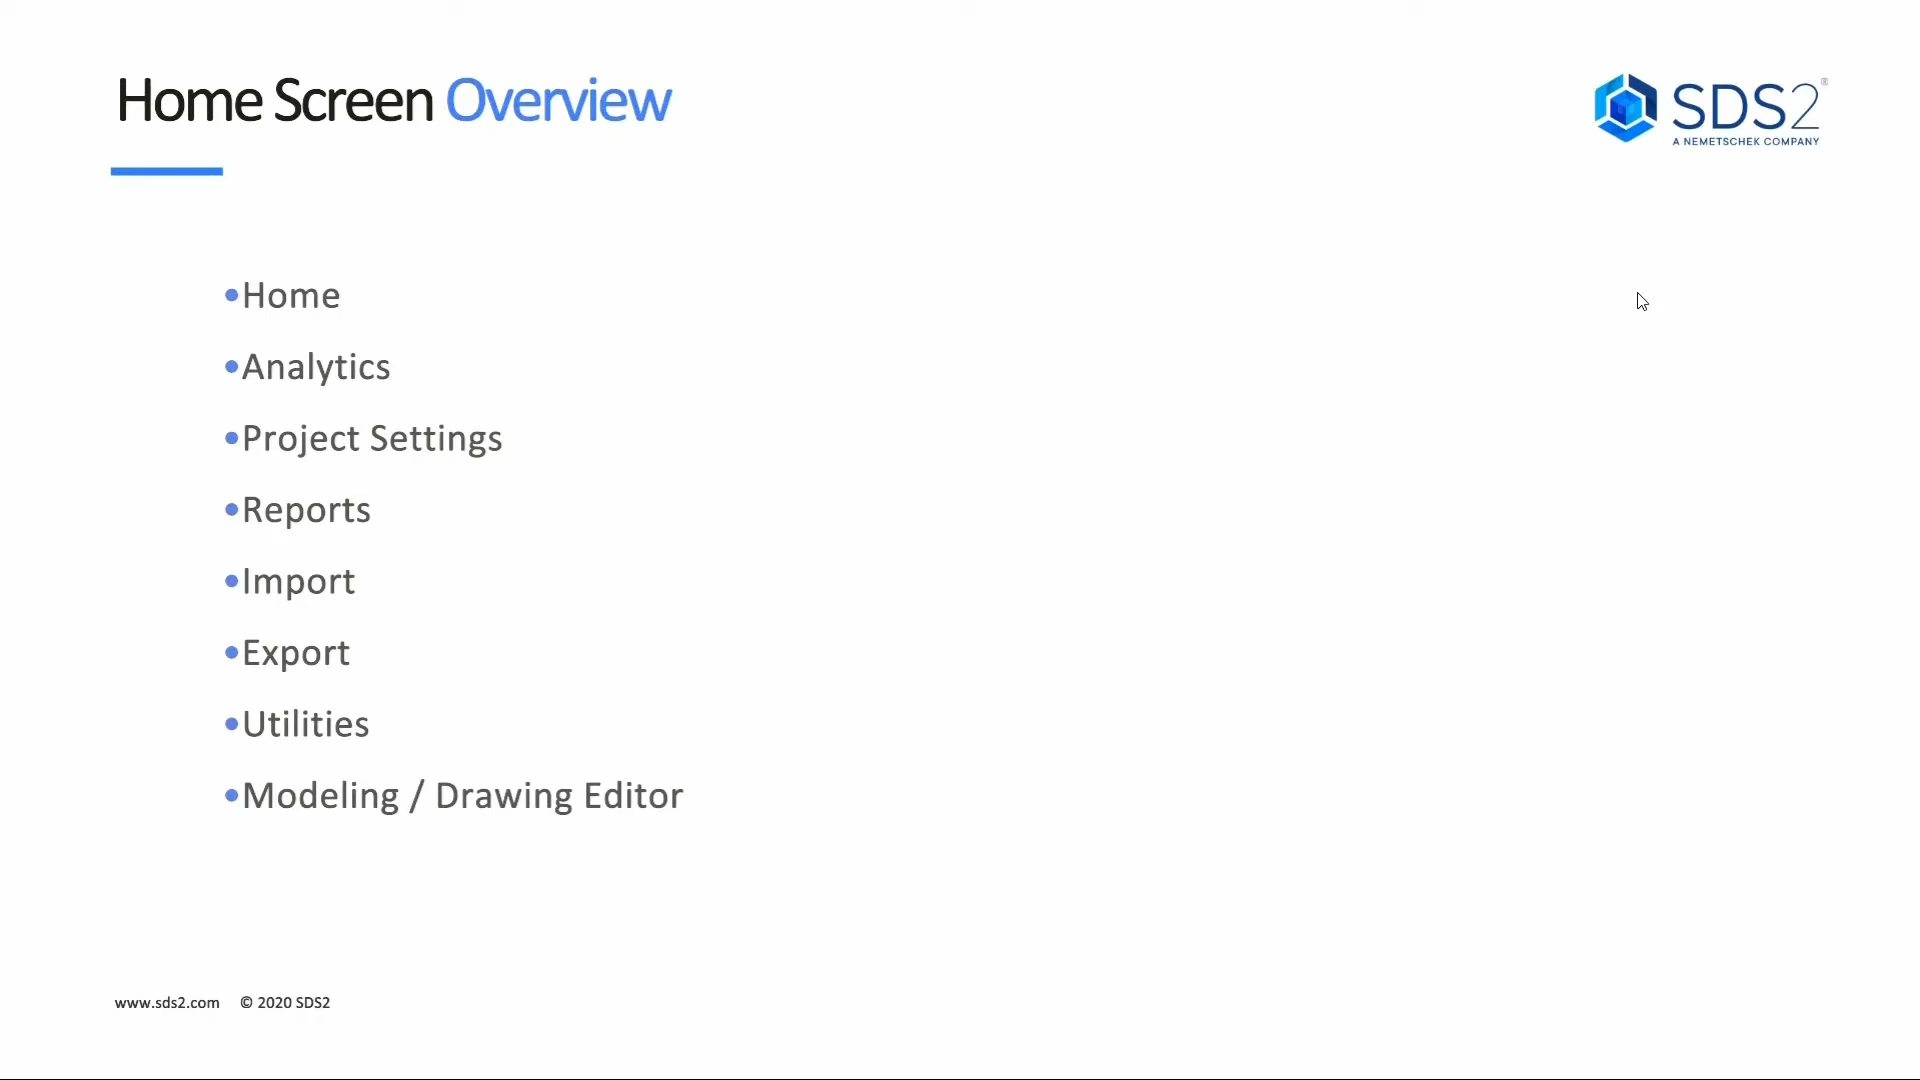 Home Screen Overview
SDS2®
A NEMETSCHEK COMPANY
•Home
•Analytics
•Project Settings
•Reports
•Import
•Export
•Utilities
•Modeling / Drawing Editor
www.sds2.com © 2020 SDS2